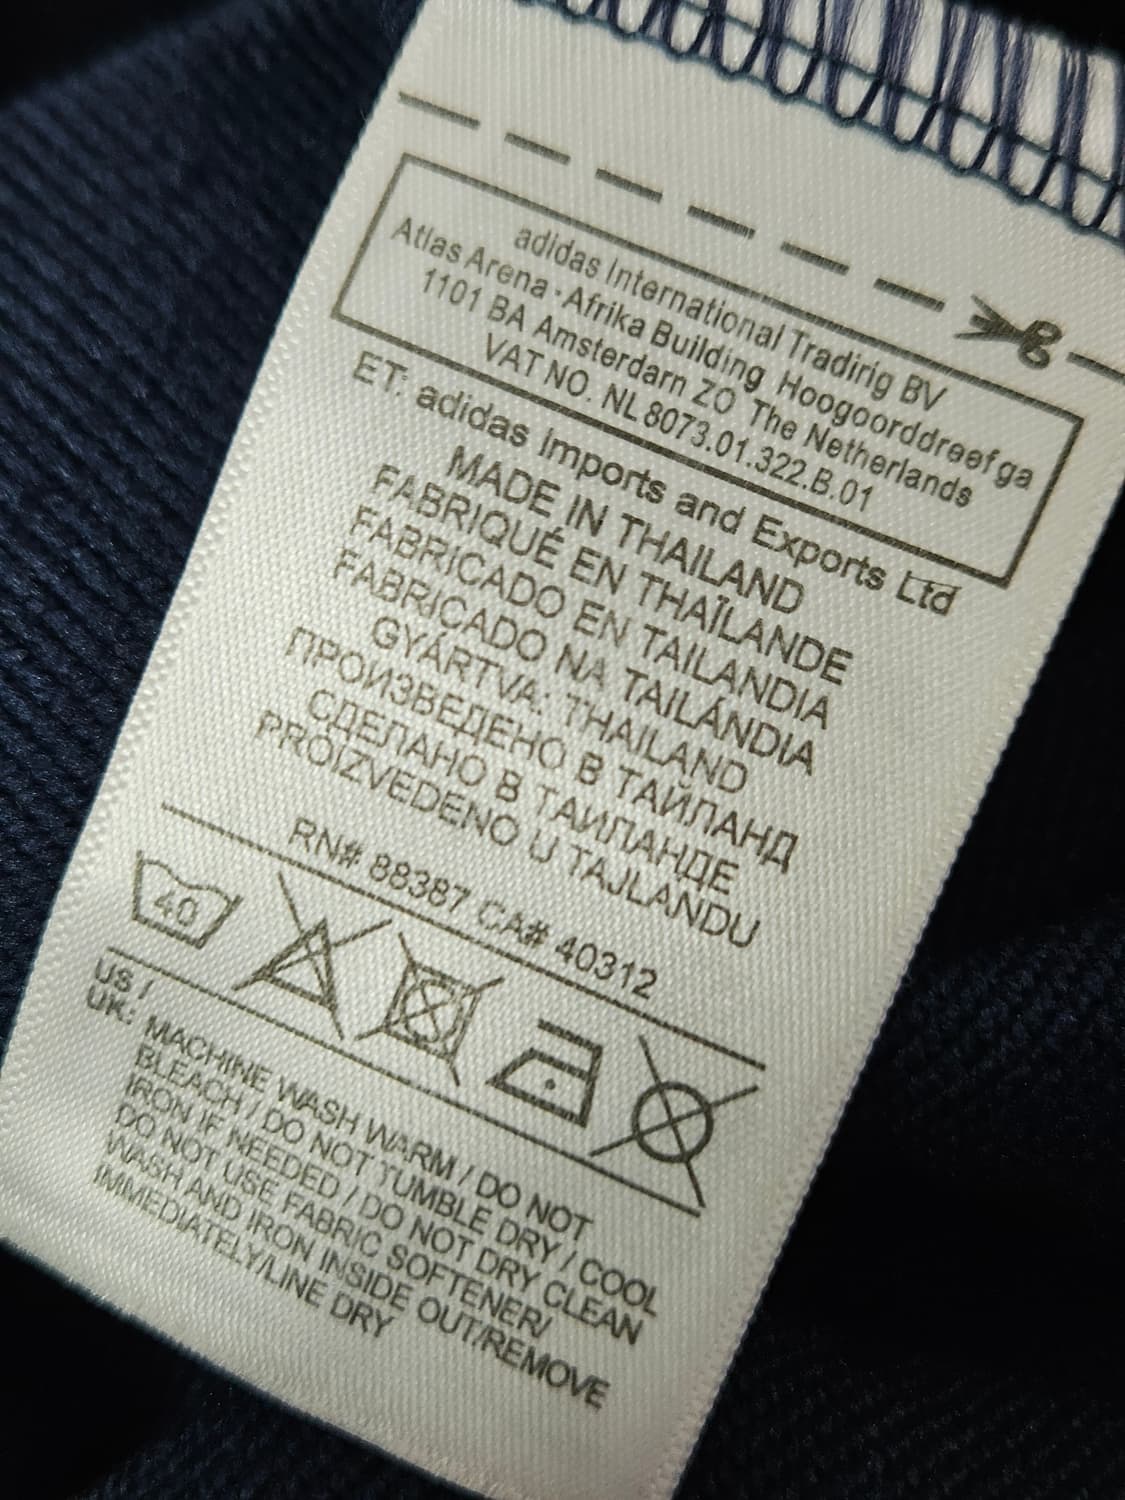 adidas International Tradirig BV
Atlas Arena · Afrika Building Hoogoorddreef ga
1101 BA Amsterdarn ZO The Netherlands
VAT NO. NL8073.01.322.B.01
ET: adidas Imports and Exports Ltd
MADE IN THAILAND
FABRIQUÉ EN THAÏLANDE
FABRICADO EN TAILANDIA
FABRICADO NA TAILÁNDIA
GYÁRTVA: THAILAND
ПРОИЗВЕДЕНО В ТАЙЛАНД
СДЕЛАНО В ТАИЛАНДЕ
PROIZVEDENO U TAJLANDU
RN# 88387 CA# 40312
40
US /
UK: MACHINE WASH WARM / DO NOT
BLEACH / DO NOT TUMBLE DRY / COOL
IRON IF NEEDED / DO NOT DRY CLEAN
DO NOT USE FABRIC SOFTENER/
WASH AND IRON INSIDE OUT/REMOVE
IMMEDIATELY/LINE DRY